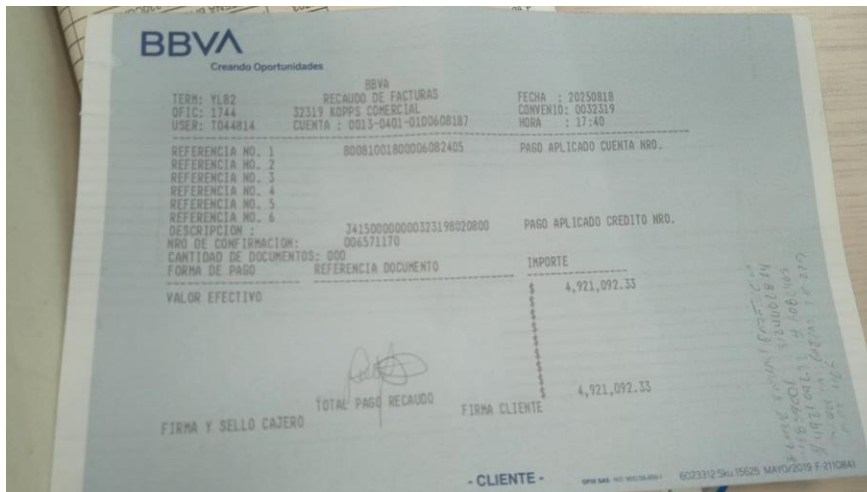 BBVA
Creando Oportunidades
BBVA
TERM: YL82 RECAUDO DE FACTURAS FECHA : 20250818
OFIC: 1744 32319 KOPPS COMERCIAL CONVENIO: 0032319
USER: T044814 CUENTA : 0013-0401-0100608187 HORA : 17:40
REFERENCIA NO. 1 80081001800006082405 PAGO APLICADO CUENTA NRO.
REFERENCIA NO. 2
REFERENCIA NO. 3
REFERENCIA NO. 4
REFERENCIA NO. 5
REFERENCIA NO. 6
DESCRIPCION : J41500000000323198020800 PAGO APLICADO CREDITO NRO.
NRO DE CONFIRMACION: 006571170
CANTIDAD DE DOCUMENTOS: 000
FORMA DE PAGO REFERENCIA DOCUMENTO IMPORTE
VALOR EFECTIVO $ 4,921,092.33
$
$
$
$
$
$
$
$
$
$ 4,921,092.33
TOTAL PAGO RECAUDO
FIRMA Y SELLO CAJERO FIRMA CLIENTE
- CLIENTE -
6023312 Sku 15625 MAYO/2019 F-2110841